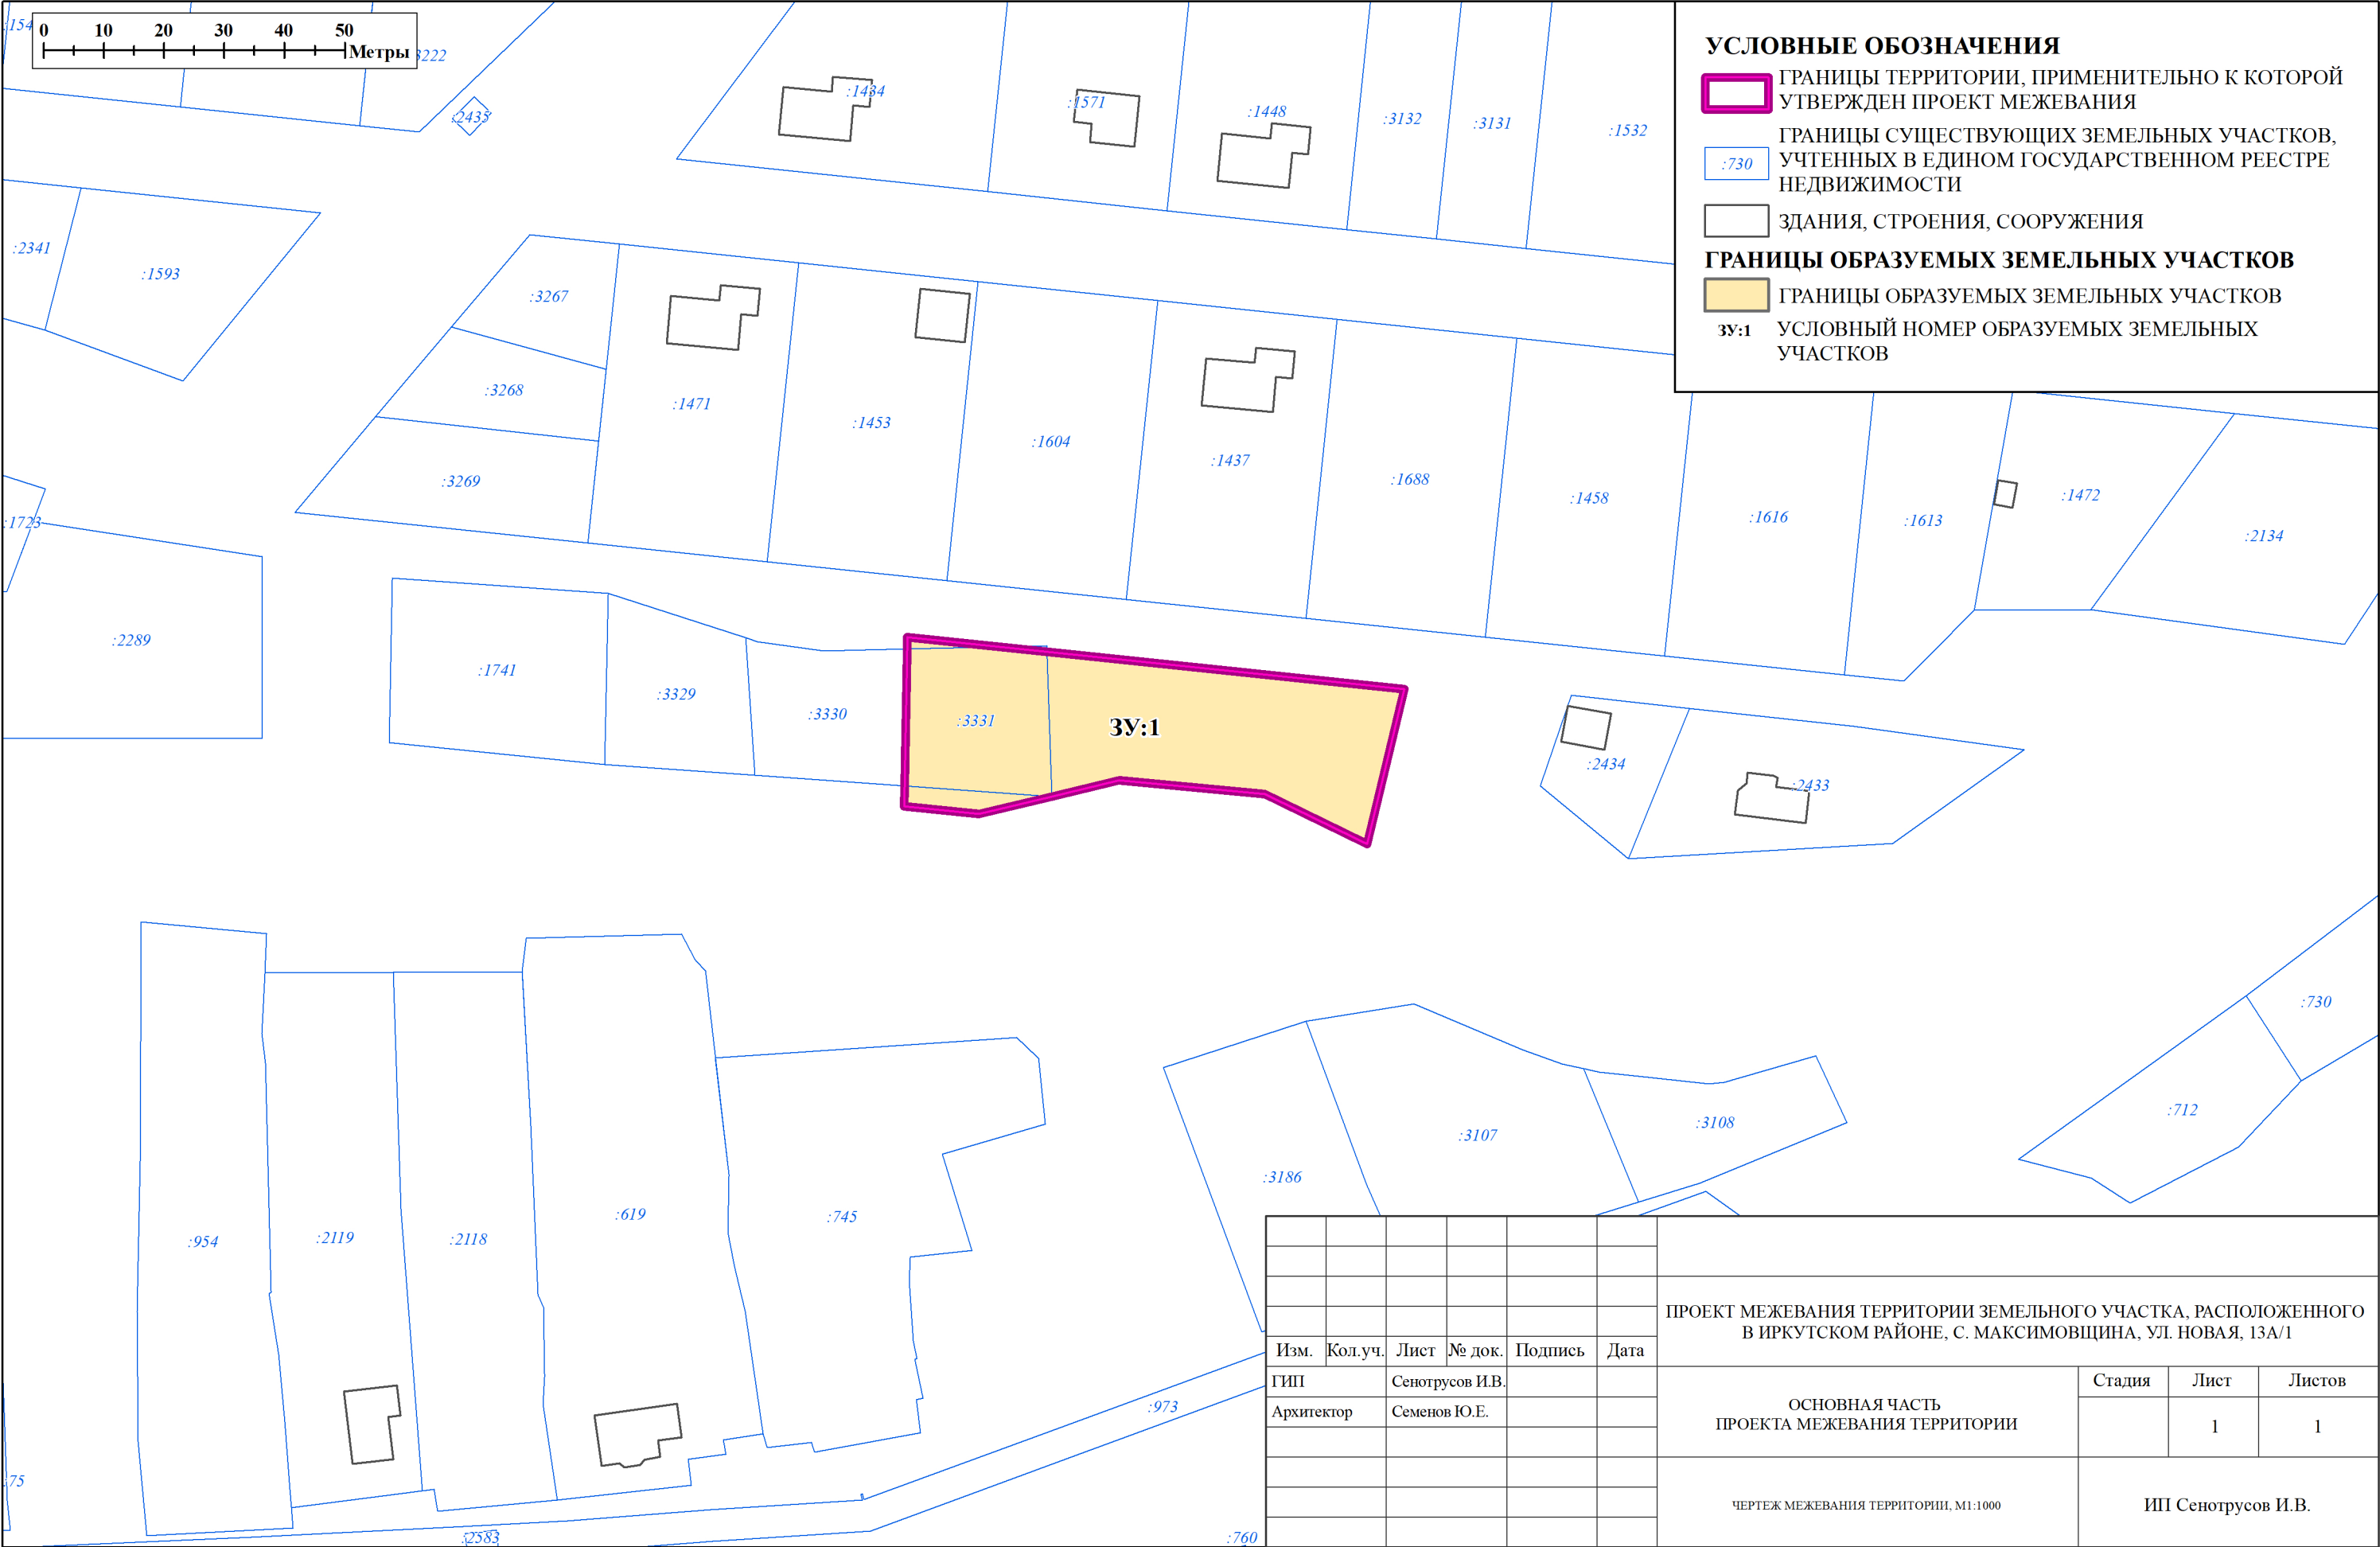 0 10 20 30 40 50
Метры
:154
:3222
:2435
:1434
:1571
:1448
:3132
:3131
:1532
УСЛОВНЫЕ ОБОЗНАЧЕНИЯ
ГРАНИЦЫ ТЕРРИТОРИИ, ПРИМЕНИТЕЛЬНО К КОТОРОЙ
УТВЕРЖДЕН ПРОЕКТ МЕЖЕВАНИЯ
ГРАНИЦЫ СУЩЕСТВУЮЩИХ ЗЕМЕЛЬНЫХ УЧАСТКОВ,
:730 УЧТЕННЫХ В ЕДИНОМ ГОСУДАРСТВЕННОМ РЕЕСТРЕ
НЕДВИЖИМОСТИ
ЗДАНИЯ, СТРОЕНИЯ, СООРУЖЕНИЯ
ГРАНИЦЫ ОБРАЗУЕМЫХ ЗЕМЕЛЬНЫХ УЧАСТКОВ
ГРАНИЦЫ ОБРАЗУЕМЫХ ЗЕМЕЛЬНЫХ УЧАСТКОВ
ЗУ:1 УСЛОВНЫЙ НОМЕР ОБРАЗУЕМЫХ ЗЕМЕЛЬНЫХ
УЧАСТКОВ
:2341
:1593
:3267
:3268
:3269
:1471
:1453
:1604
:1437
:1688
:1458
:1616
:1613
:1472
:2134
:1723
:2289
:1741
:3329
:3330
:3331
ЗУ:1
:2434
:2433
:730
:712
:3108
:3107
:3186
:954
:2119
:2118
:619
:745
:973
:75
:2583
:760
Изм. Кол.уч. Лист № док. Подпись Дата
ГИП Сенотрусов И.В.
Архитектор Семенов Ю.Е.
ПРОЕКТ МЕЖЕВАНИЯ ТЕРРИТОРИИ ЗЕМЕЛЬНОГО УЧАСТКА, РАСПОЛОЖЕННОГО
В ИРКУТСКОМ РАЙОНЕ, С. МАКСИМОВЩИНА, УЛ. НОВАЯ, 13А/1
ОСНОВНАЯ ЧАСТЬ
ПРОЕКТА МЕЖЕВАНИЯ ТЕРРИТОРИИ
Стадия Лист Листов
1 1
ЧЕРТЕЖ МЕЖЕВАНИЯ ТЕРРИТОРИИ, М1:1000
ИП Сенотрусов И.В.